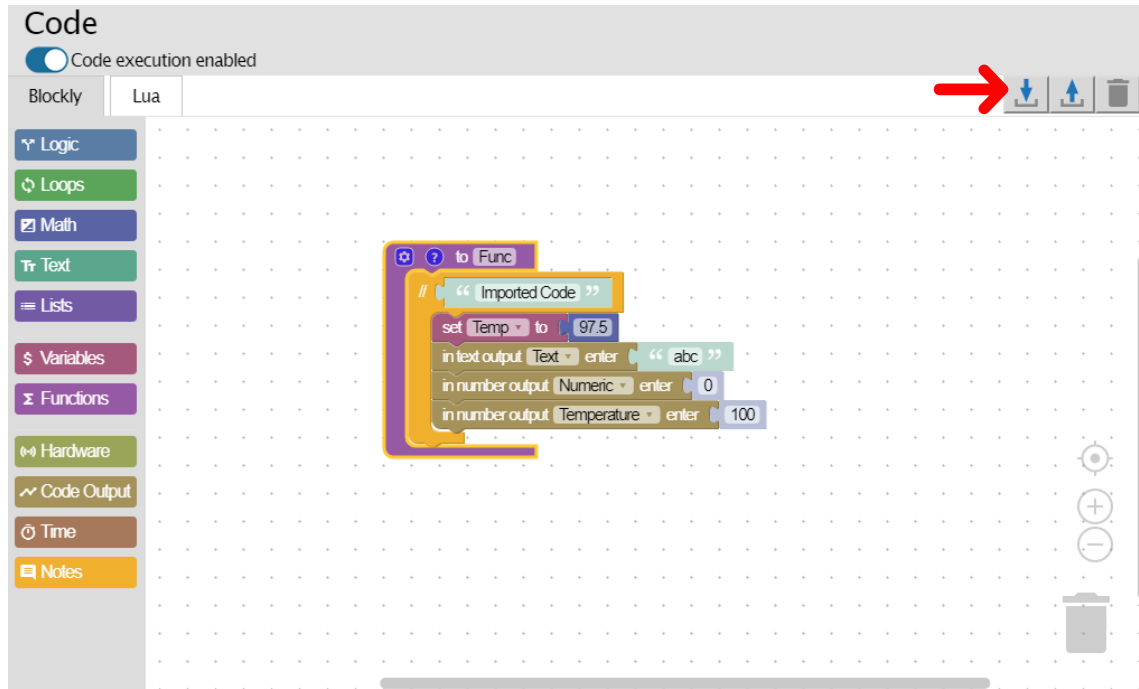 Code
Code execution enabled
Blockly Lua
Logic
Loops
Math
Tr Text
Lists
$ Variables
Σ Functions
Hardware
Code Output
Time
Notes
? to Func
// “ Imported Code ”
set Temp to 97.5
in text output Text enter “ abc ”
in number output Numeric enter 0
in number output Temperature enter 100